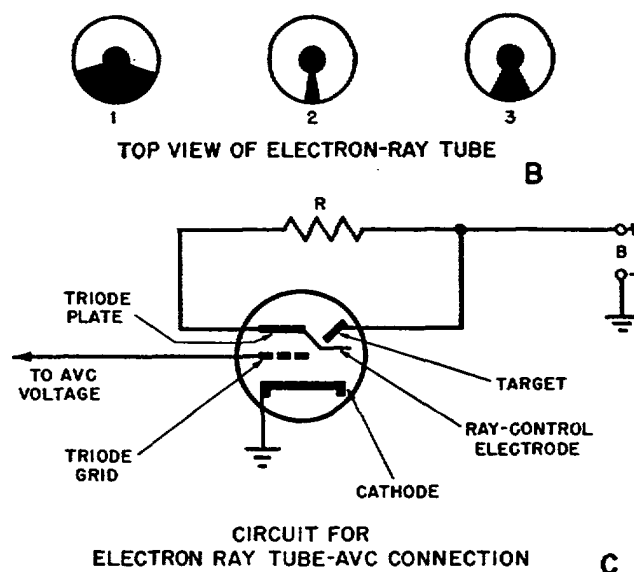 1 2 3
TOP VIEW OF ELECTRON-RAY TUBE
B
R
+
B
-
TRIODE
PLATE
TO AVC
VOLTAGE
TRIODE
GRID
TARGET
RAY-CONTROL
ELECTRODE
CATHODE
CIRCUIT FOR
ELECTRON RAY TUBE-AVC CONNECTION
C